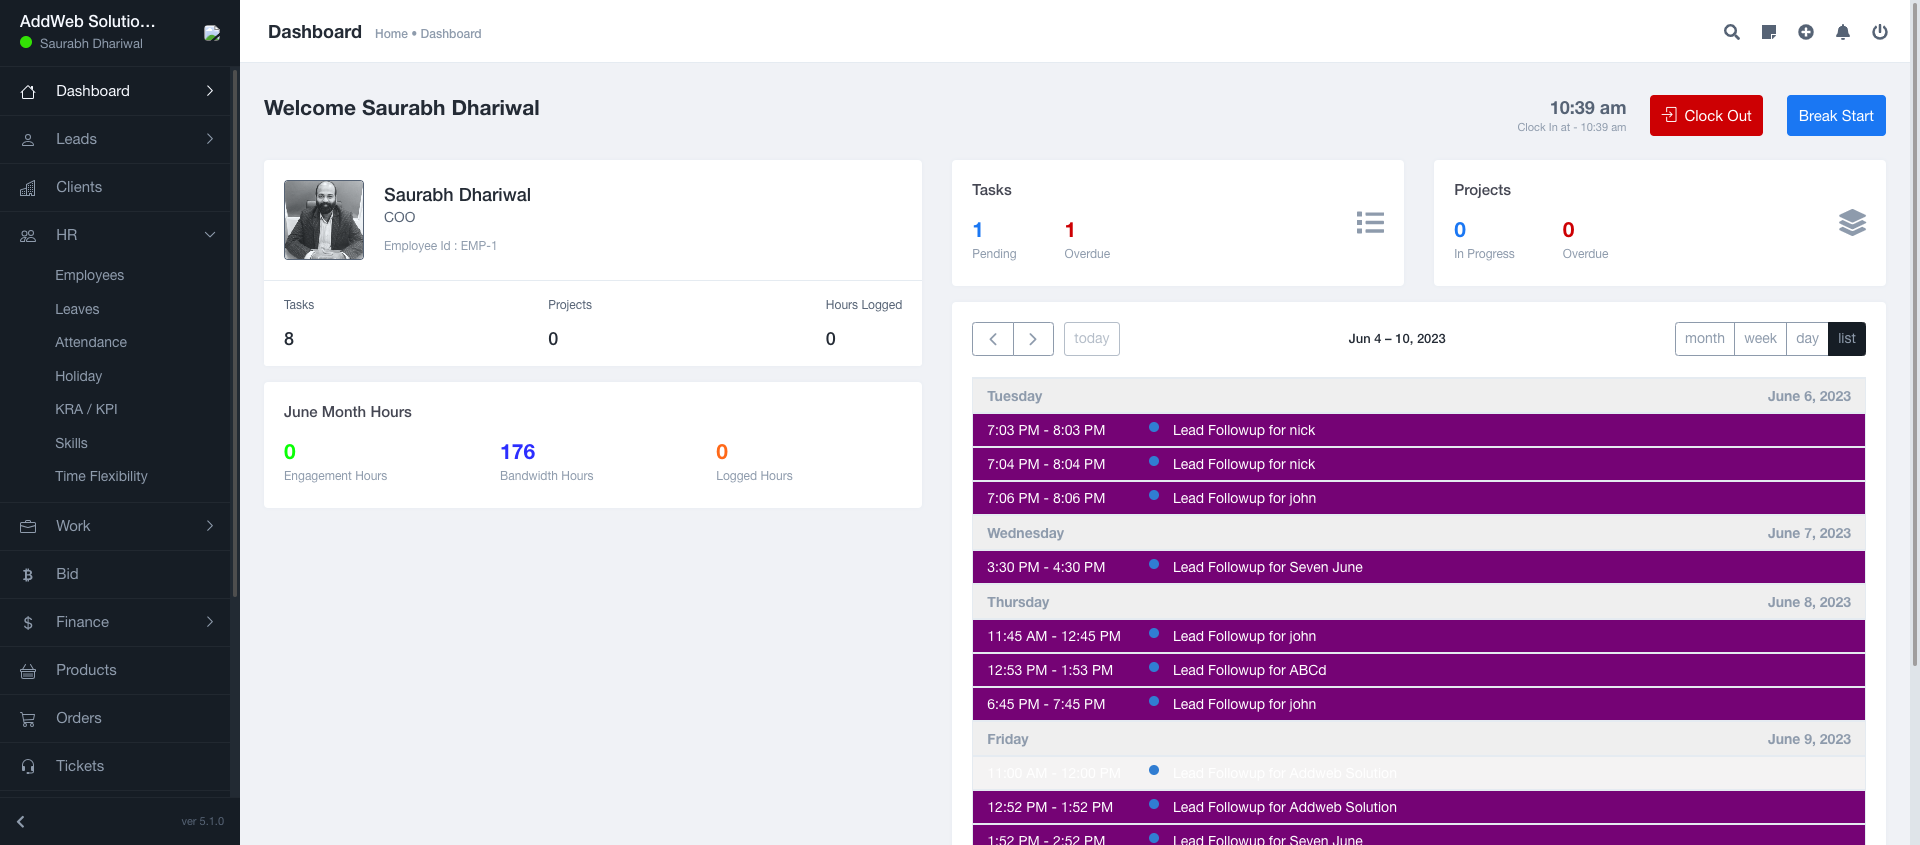 AddWeb Solutio...
Saurabh Dhariwal
Dashboard
Leads
Clients
HR
Employees
Leaves
Attendance
Holiday
KRA / KPI
Skills
Time Flexibility
Work
Bid
Finance
Products
Orders
Tickets
ver 5.1.0
Dashboard Home • Dashboard
Welcome Saurabh Dhariwal
10:39 am
Clock In at - 10:39 am
Clock Out
Break Start
Saurabh Dhariwal
COO
Employee Id : EMP-1
Tasks Projects Hours Logged
8 0 0
June Month Hours
0 176 0
Engagement Hours Bandwidth Hours Logged Hours
Tasks
1 1
Pending Overdue
Projects
0 0
In Progress Overdue
today Jun 4 – 10, 2023 month week day list
Tuesday June 6, 2023
7:03 PM - 8:03 PM Lead Followup for nick
7:04 PM - 8:04 PM Lead Followup for nick
7:06 PM - 8:06 PM Lead Followup for john
Wednesday June 7, 2023
3:30 PM - 4:30 PM Lead Followup for Seven June
Thursday June 8, 2023
11:45 AM - 12:45 PM Lead Followup for john
12:53 PM - 1:53 PM Lead Followup for ABCd
6:45 PM - 7:45 PM Lead Followup for john
Friday June 9, 2023
11:00 AM - 12:00 PM Lead Followup for Addweb Solution
12:52 PM - 1:52 PM Lead Followup for Addweb Solution
1:52 PM - 2:52 PM Lead Followup for Seven June